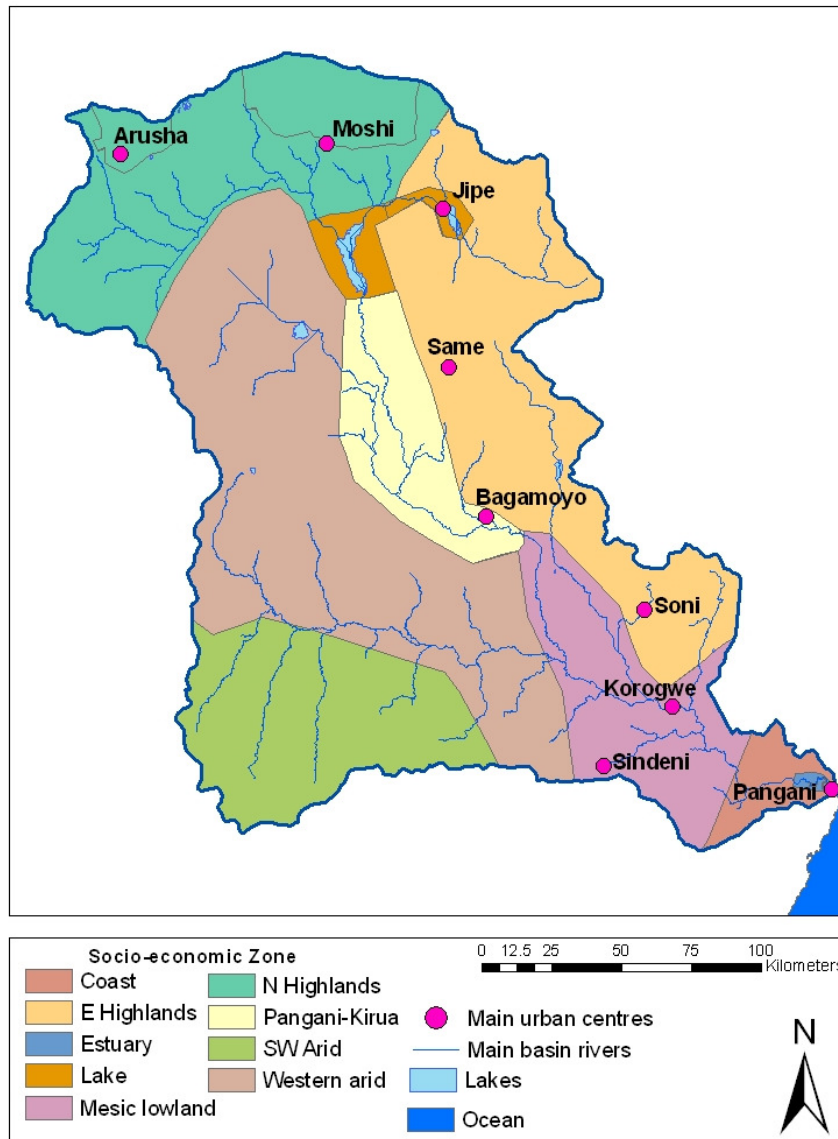 Arusha
Moshi
Jipe
Same
Bagamoyo
Soni
Korogwe
Sindeni
Pangani
Socio-economic Zone
Coast
E Highlands
Estuary
Lake
Mesic lowland
N Highlands
Pangani-Kirua
SW Arid
Western arid
0 12.5 25 50 75 100
Kilometers
Main urban centres
Main basin rivers
Lakes
Ocean
N